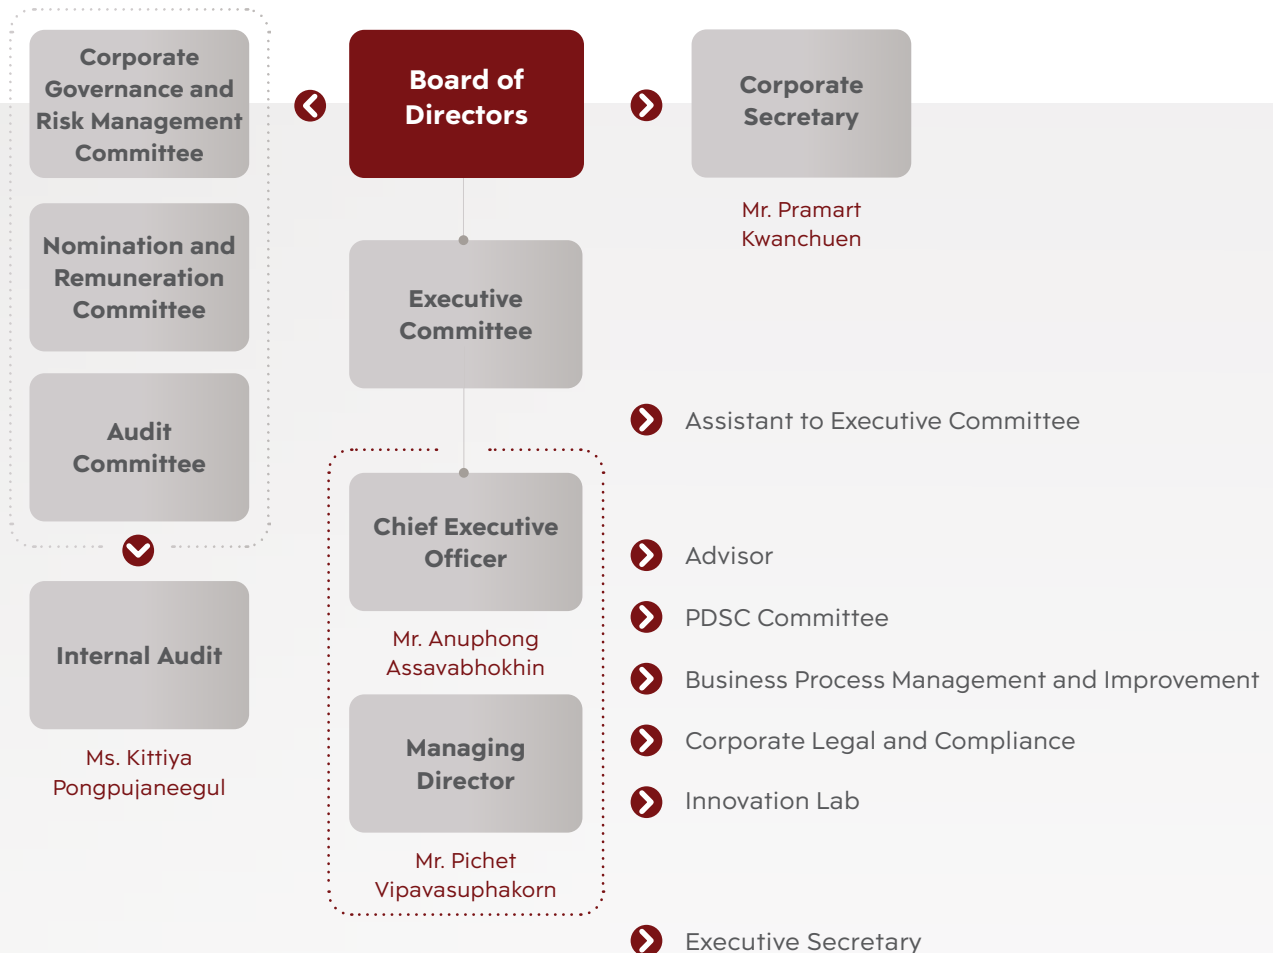 Corporate
Governance and
Risk Management
Committee
Nomination and
Remuneration
Committee
Audit
Committee
Internal Audit
Ms. Kittiya
Pongpujaneegul
Board of
Directors
Executive
Committee
Chief Executive
Officer
Mr. Anuphong
Assavabhokhin
Managing
Director
Mr. Pichet
Vipavasuphakorn
Corporate
Secretary
Mr. Pramart
Kwanchuen
Assistant to Executive Committee
Advisor
PDSC Committee
Business Process Management and Improvement
Corporate Legal and Compliance
Innovation Lab
Executive Secretary